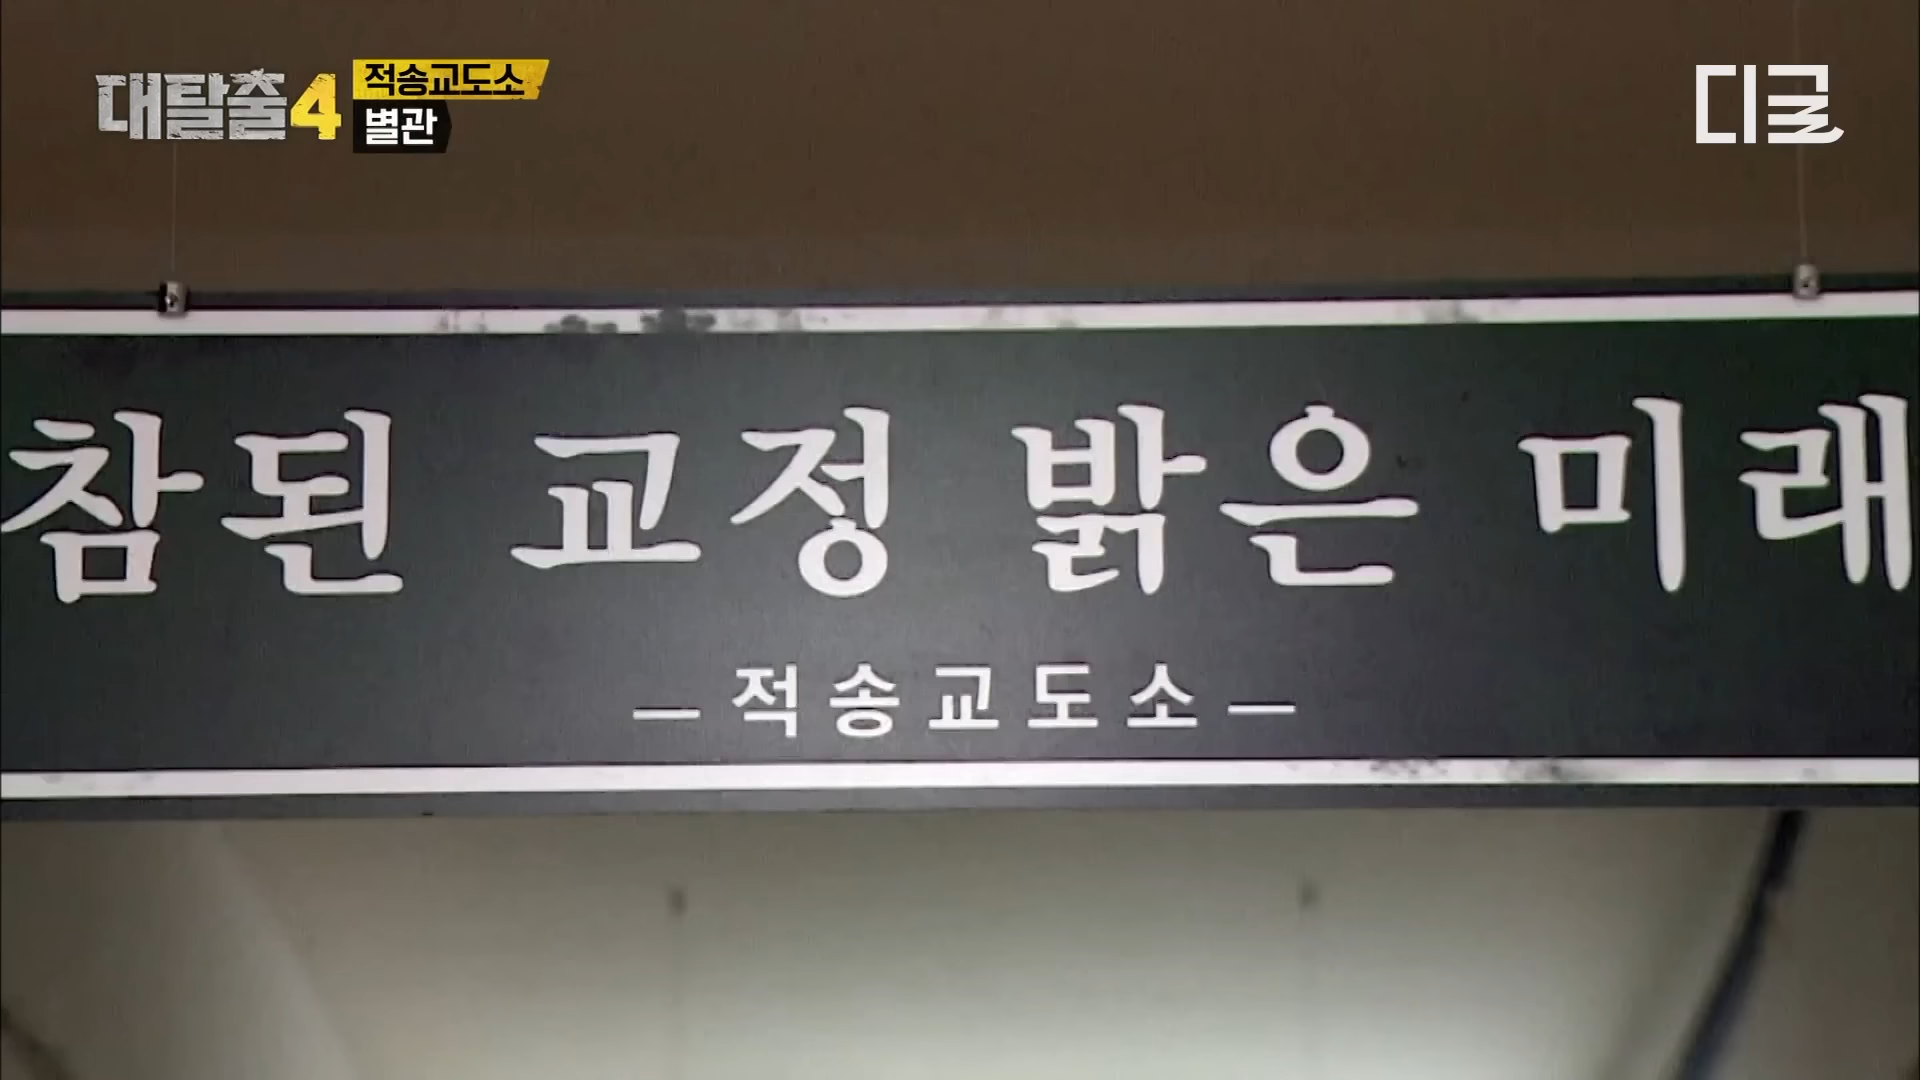 대탈출4
적송교도소
별관
디글
참된 교정 밝은 미래
— 적송교도소 —